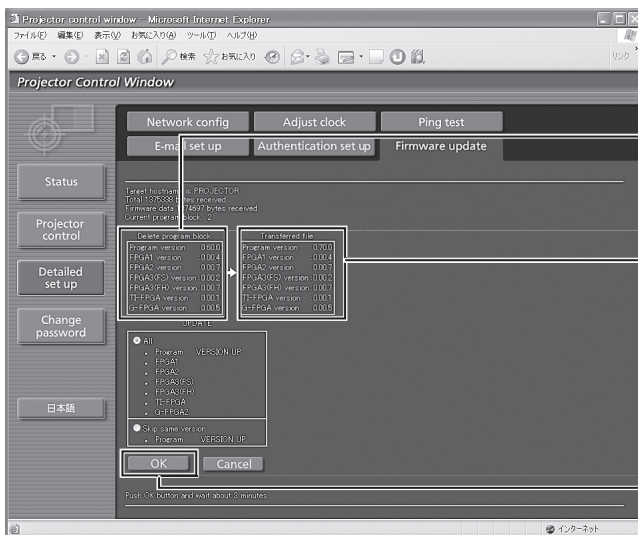 Projector control window - Microsoft Internet Explorer
ファイル(F) 編集(E) 表示(V) お気に入り(A) ツール(T) ヘルプ(H)
戻る 検索 お気に入り リンク
Projector Control Window
Network config Adjust clock Ping test
E-mail set up Authentication set up Firmware update
Status
Projector control
Detailed set up
Change password
日本語
Target hostname is PROJECTOR
Total 1375338 bytes received
Firmware data 1374697 bytes received
Current program block : 2
Delete program block
Program version :0.60.0
FPGA1 version :0.00.4
FPGA2 version :0.00.7
FPGA3(FS) version :0.00.2
FPGA3(FH) version :0.00.7
TI-FPGA version :0.00.1
G-FPGA version :0.00.5
Transferred file
Program version :0.70.0
FPGA1 version :0.00.4
FPGA2 version :0.00.7
FPGA3(FS) version :0.00.2
FPGA3(FH) version :0.00.7
TI-FPGA version :0.00.1
G-FPGA version :0.00.5
UPDATE
All
. Program VERSION UP
. FPGA1
. FPGA2
. FPGA3(FS)
. FPGA3(FH)
. TI-FPGA
. G-FPGA2
Skip same version
. Program VERSION UP
OK Cancel
Push OK button and wait about 3 minutes
インターネット